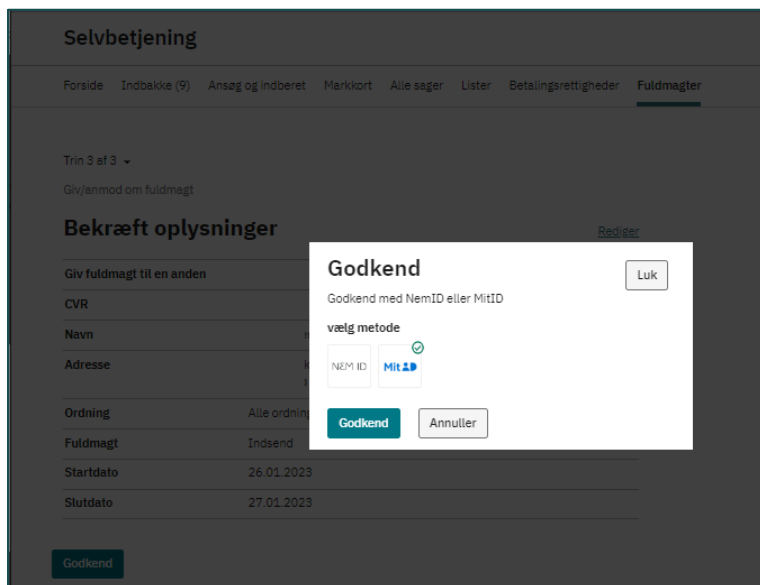 Selvbetjening
Forside Indbakke (9) Ansøg og indberet Markkort Alle sager Lister Betalingsrettigheder Fuldmagter
Trin 3 af 3
Giv/anmod om fuldmagt
Bekræft oplysninger
Rediger
Giv fuldmagt til en anden
CVR
Navn
Adresse
Ordning Alle ordning
Fuldmagt Indsend
Startdato 26.01.2023
Slutdato 27.01.2023
Godkend
Godkend
Luk
Godkend med NemID eller MitID
vælg metode
NEM ID Mit ID
Godkend Annuller